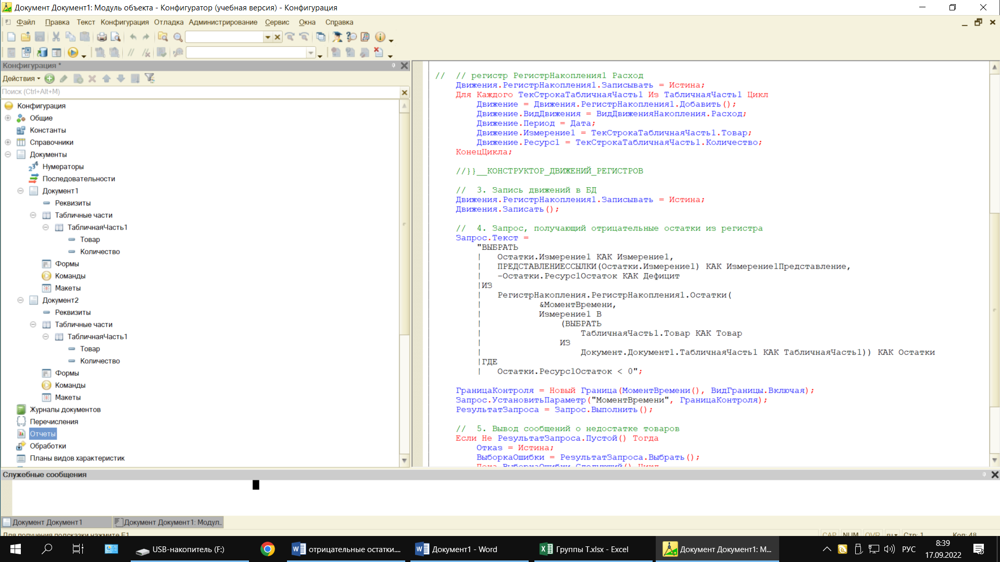 Документ Документ1: Модуль объекта - Конфигуратор (учебная версия) - Конфигурация
Файл Правка Текст Конфигурация Отладка Администрирование Сервис Окна Справка
Конфигурация *
Действия
Поиск (Ctrl+Alt+M)
Конфигурация
Общие
Константы
Справочники
Документы
Нумераторы
Последовательности
Документ1
Реквизиты
Табличные части
ТабличнаяЧасть1
Товар
Количество
Формы
Команды
Макеты
Документ2
Реквизиты
Табличные части
ТабличнаяЧасть1
Товар
Количество
Формы
Команды
Макеты
Журналы документов
Перечисления
Отчеты
Обработки
Планы видов характеристик
// // регистр РегистрНакопления1 Расход
Движения.РегистрНакопления1.Записывать = Истина;
Для Каждого ТекСтрокаТабличнаяЧасть1 Из ТабличнаяЧасть1 Цикл
Движение = Движения.РегистрНакопления1.Добавить();
Движение.ВидДвижения = ВидДвиженияНакопления.Расход;
Движение.Период = Дата;
Движение.Измерение1 = ТекСтрокаТабличнаяЧасть1.Товар;
Движение.Ресурс1 = ТекСтрокаТабличнаяЧасть1.Количество;
КонецЦикла;
//}}__КОНСТРУКТОР_ДВИЖЕНИЙ_РЕГИСТРОВ
// 3. Запись движений в БД
Движения.РегистрНакопления1.Записывать = Истина;
Движения.Записать();
// 4. Запрос, получающий отрицательные остатки из регистра
Запрос.Текст =
"ВЫБРАТЬ
| Остатки.Измерение1 КАК Измерение1,
| ПРЕДСТАВЛЕНИЕССЫЛКИ(Остатки.Измерение1) КАК Измерение1Представление,
| -Остатки.Ресурс1Остаток КАК Дефицит
|ИЗ
| РегистрНакопления.РегистрНакопления1.Остатки(
| &МоментВремени,
| Измерение1 В
| (ВЫБРАТЬ
| ТабличнаяЧасть1.Товар КАК Товар
| ИЗ
| Документ.Документ1.ТабличнаяЧасть1 КАК ТабличнаяЧасть1)) КАК Остатки
|ГДЕ
| Остатки.Ресурс1Остаток < 0";
ГраницаКонтроля = Новый Граница(МоментВремени(), ВидГраницы.Включая);
Запрос.УстановитьПараметр("МоментВремени", ГраницаКонтроля);
РезультатЗапроса = Запрос.Выполнить();
// 5. Вывод сообщений о недостатке товаров
Если Не РезультатЗапроса.Пустой() Тогда
Отказ = Истина;
ВыборкаОшибки = РезультатЗапроса.Выбрать();
Пока ВыборкаОшибки.Следующий() Цикл
Служебные сообщения
Документ Документ1
Документ Документ1: Модул...
Для получения подсказки нажмите F1
CAP NUM OVR ru Стр: 1 Кол: 48
USB-накопитель (F:)
отрицательные остатки....
Документ1 - Word
Группы Т.xlsx - Excel
Документ Документ1: М...
РУС
8:39
17.09.2022